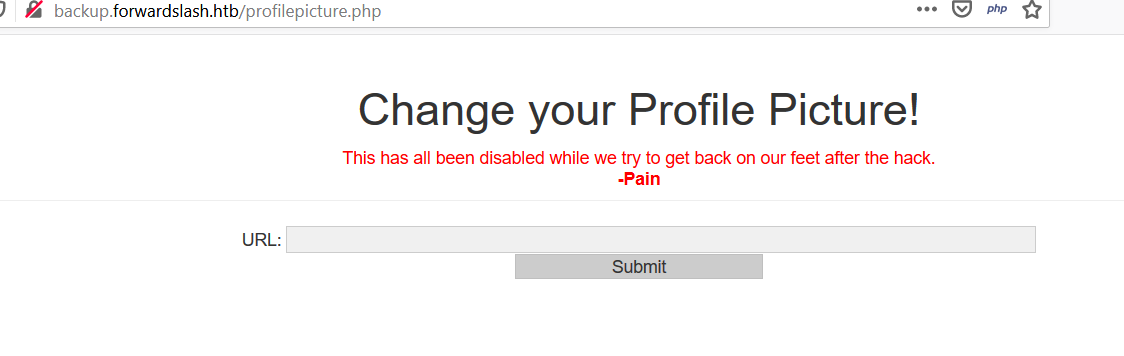 backup.forwardslash.htb/profilepicture.php
php
Change your Profile Picture!
This has all been disabled while we try to get back on our feet after the hack.
-Pain
URL:
Submit